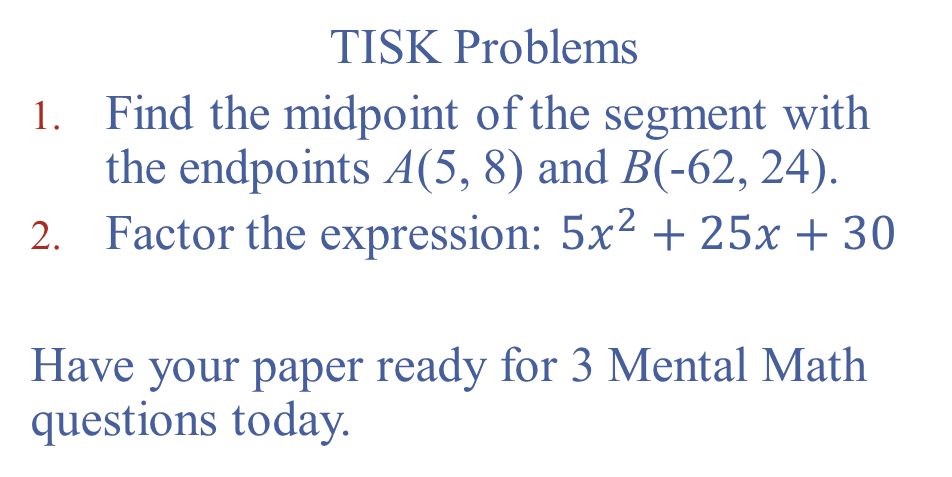 TISK Problems
1. Find the midpoint of the segment with
the endpoints A(5, 8) and B(-62, 24).
2. Factor the expression: 5x² + 25x + 30
Have your paper ready for 3 Mental Math
questions today.